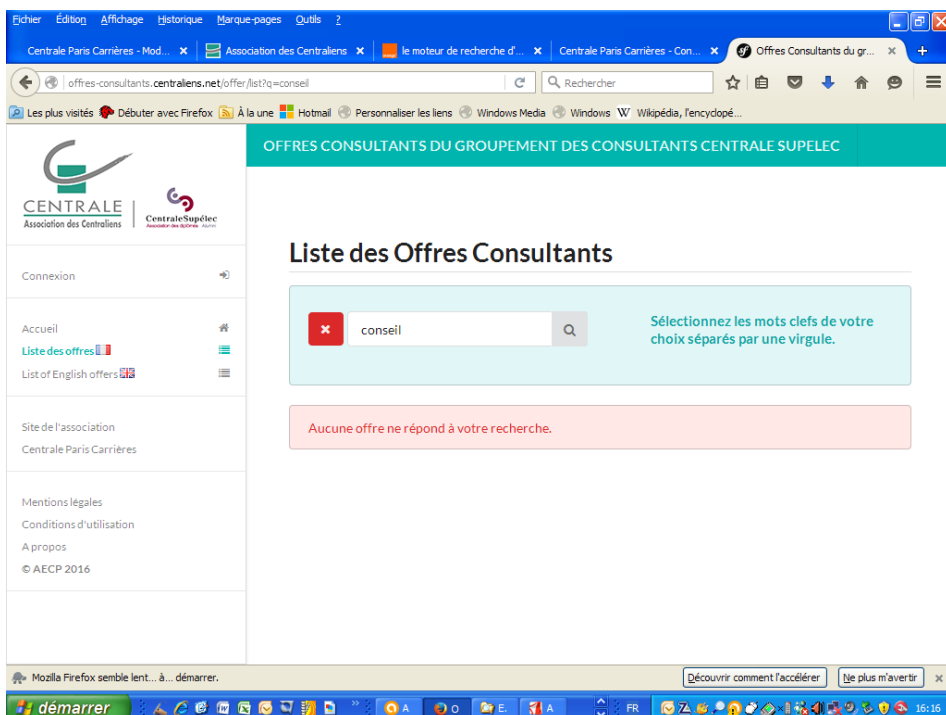 Fichier Édition Affichage Historique Marque-pages Outils ?
Centrale Paris Carrières - Mod... Association des Centraliens le moteur de recherche d'... Centrale Paris Carrières - Con... Offres Consultants du gr...
offres-consultants.centraliens.net/offer/list?q=conseil Rechercher
Les plus visités Débuter avec Firefox À la une Hotmail Personnaliser les liens Windows Media Windows W Wikipédia, l'encyclopé...
OFFRES CONSULTANTS DU GROUPEMENT DES CONSULTANTS CENTRALE SUPELEC
CENTRALE
Association des Centraliens
CentraleSupélec
Liste des Offres Consultants
Connexion
Accueil
Liste des offres
List of English offers
conseil
Sélectionnez les mots clefs de votre
choix séparés par une virgule.
Aucune offre ne répond à votre recherche.
Site de l'association
Centrale Paris Carrières
Mentions légales
Conditions d'utilisation
A propos
© AECP 2016
Mozilla Firefox semble lent... à... démarrer. Découvrir comment l'accélérer Ne plus m'avertir
démarrer A O E. A FR 16:16